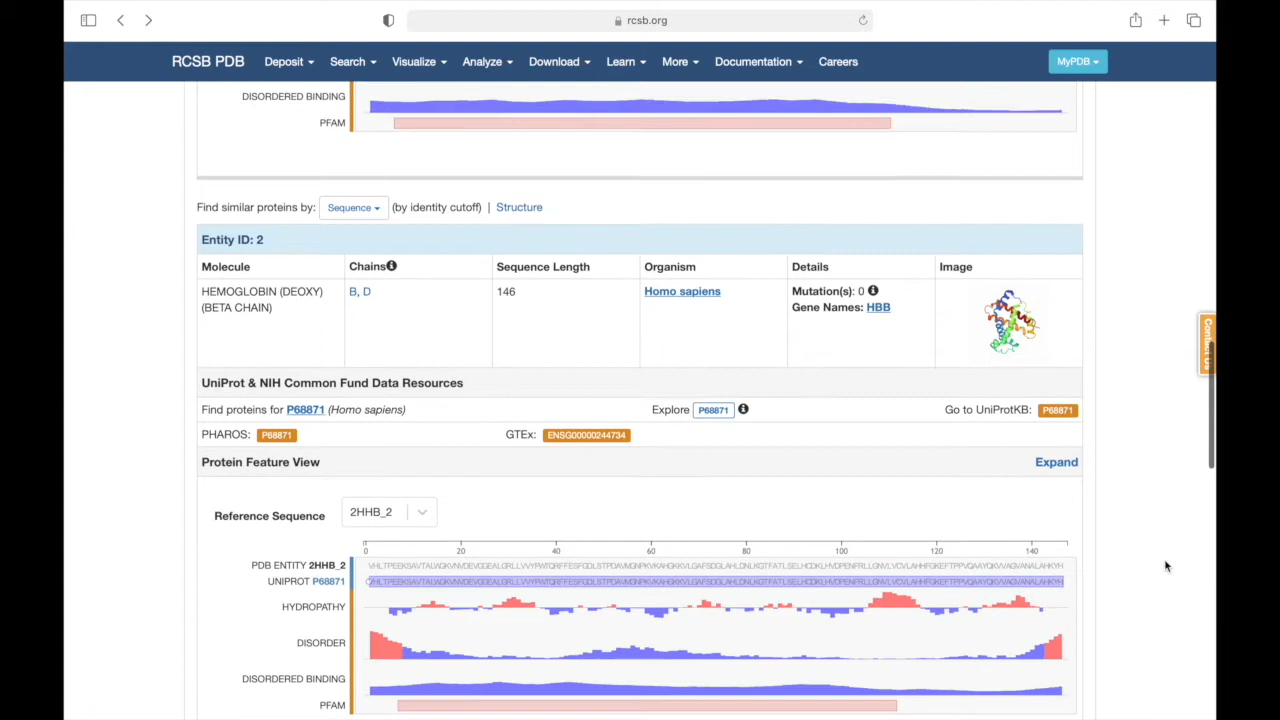 rcsb.org
RCSB PDB Deposit Search Visualize Analyze Download Learn More Documentation Careers MyPDB
DISORDERED BINDING
PFAM
Find similar proteins by: Sequence (by identity cutoff) | Structure
Entity ID: 2
Molecule Chains Sequence Length Organism Details Image
HEMOGLOBIN (DEOXY) B, D 146 Homo sapiens Mutation(s): 0
(BETA CHAIN) Gene Names: HBB
Contact Us
UniProt & NIH Common Fund Data Resources
Find proteins for P68871 (Homo sapiens) Explore P68871 Go to UniProtKB: P68871
PHAROS: P68871 GTEx: ENSG00000244734
Protein Feature View Expand
Reference Sequence 2HHB_2
0 20 40 60 80 100 120 140
PDB ENTITY 2HHB_2
UNIPROT P68871
HYDROPATHY
DISORDER
DISORDERED BINDING
PFAM